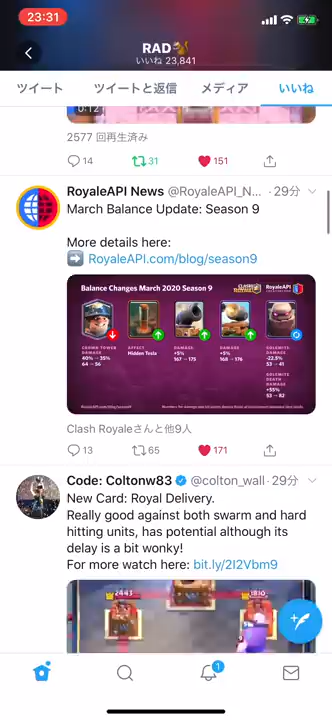 23:31
RAD🐿️
いいね 23,841
ツイート
ツイートと返信
メディア
いいね
0:12
2577 回再生済み
14
31
151
RoyaleAPI News @RoyaleAPI_N... · 29分
March Balance Update: Season 9
More details here:
➡️ RoyaleAPI.com/blog/season9
Balance Changes March 2020 Season 9
RoyaleAPI
CROWN TOWER DAMAGE
40% → 35%
64 → 56
EFFECT
Hidden Tesla
DAMAGE
+5%
167 → 175
DAMAGE
+5%
168 → 176
GOLEMITE DAMAGE
-22.5%
53 → 41
GOLEMITE DEATH DAMAGE
+55%
53 → 82
Clash Royaleさんと他9人
13
65
171
Code: Coltonw83 @colton_wall · 29分
New Card: Royal Delivery.
Really good against both swarm and hard
hitting units, has potential although its
delay is a bit wonky!
For more watch here: bit.ly/2I2Vbm9
2443
1810
1